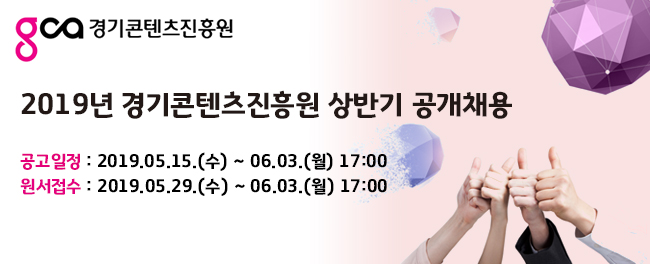 gca 경기콘텐츠진흥원
2019년 경기콘텐츠진흥원 상반기 공개채용
공고일정 : 2019.05.15.(수) ~ 06.03.(월) 17:00
원서접수 : 2019.05.29.(수) ~ 06.03.(월) 17:00